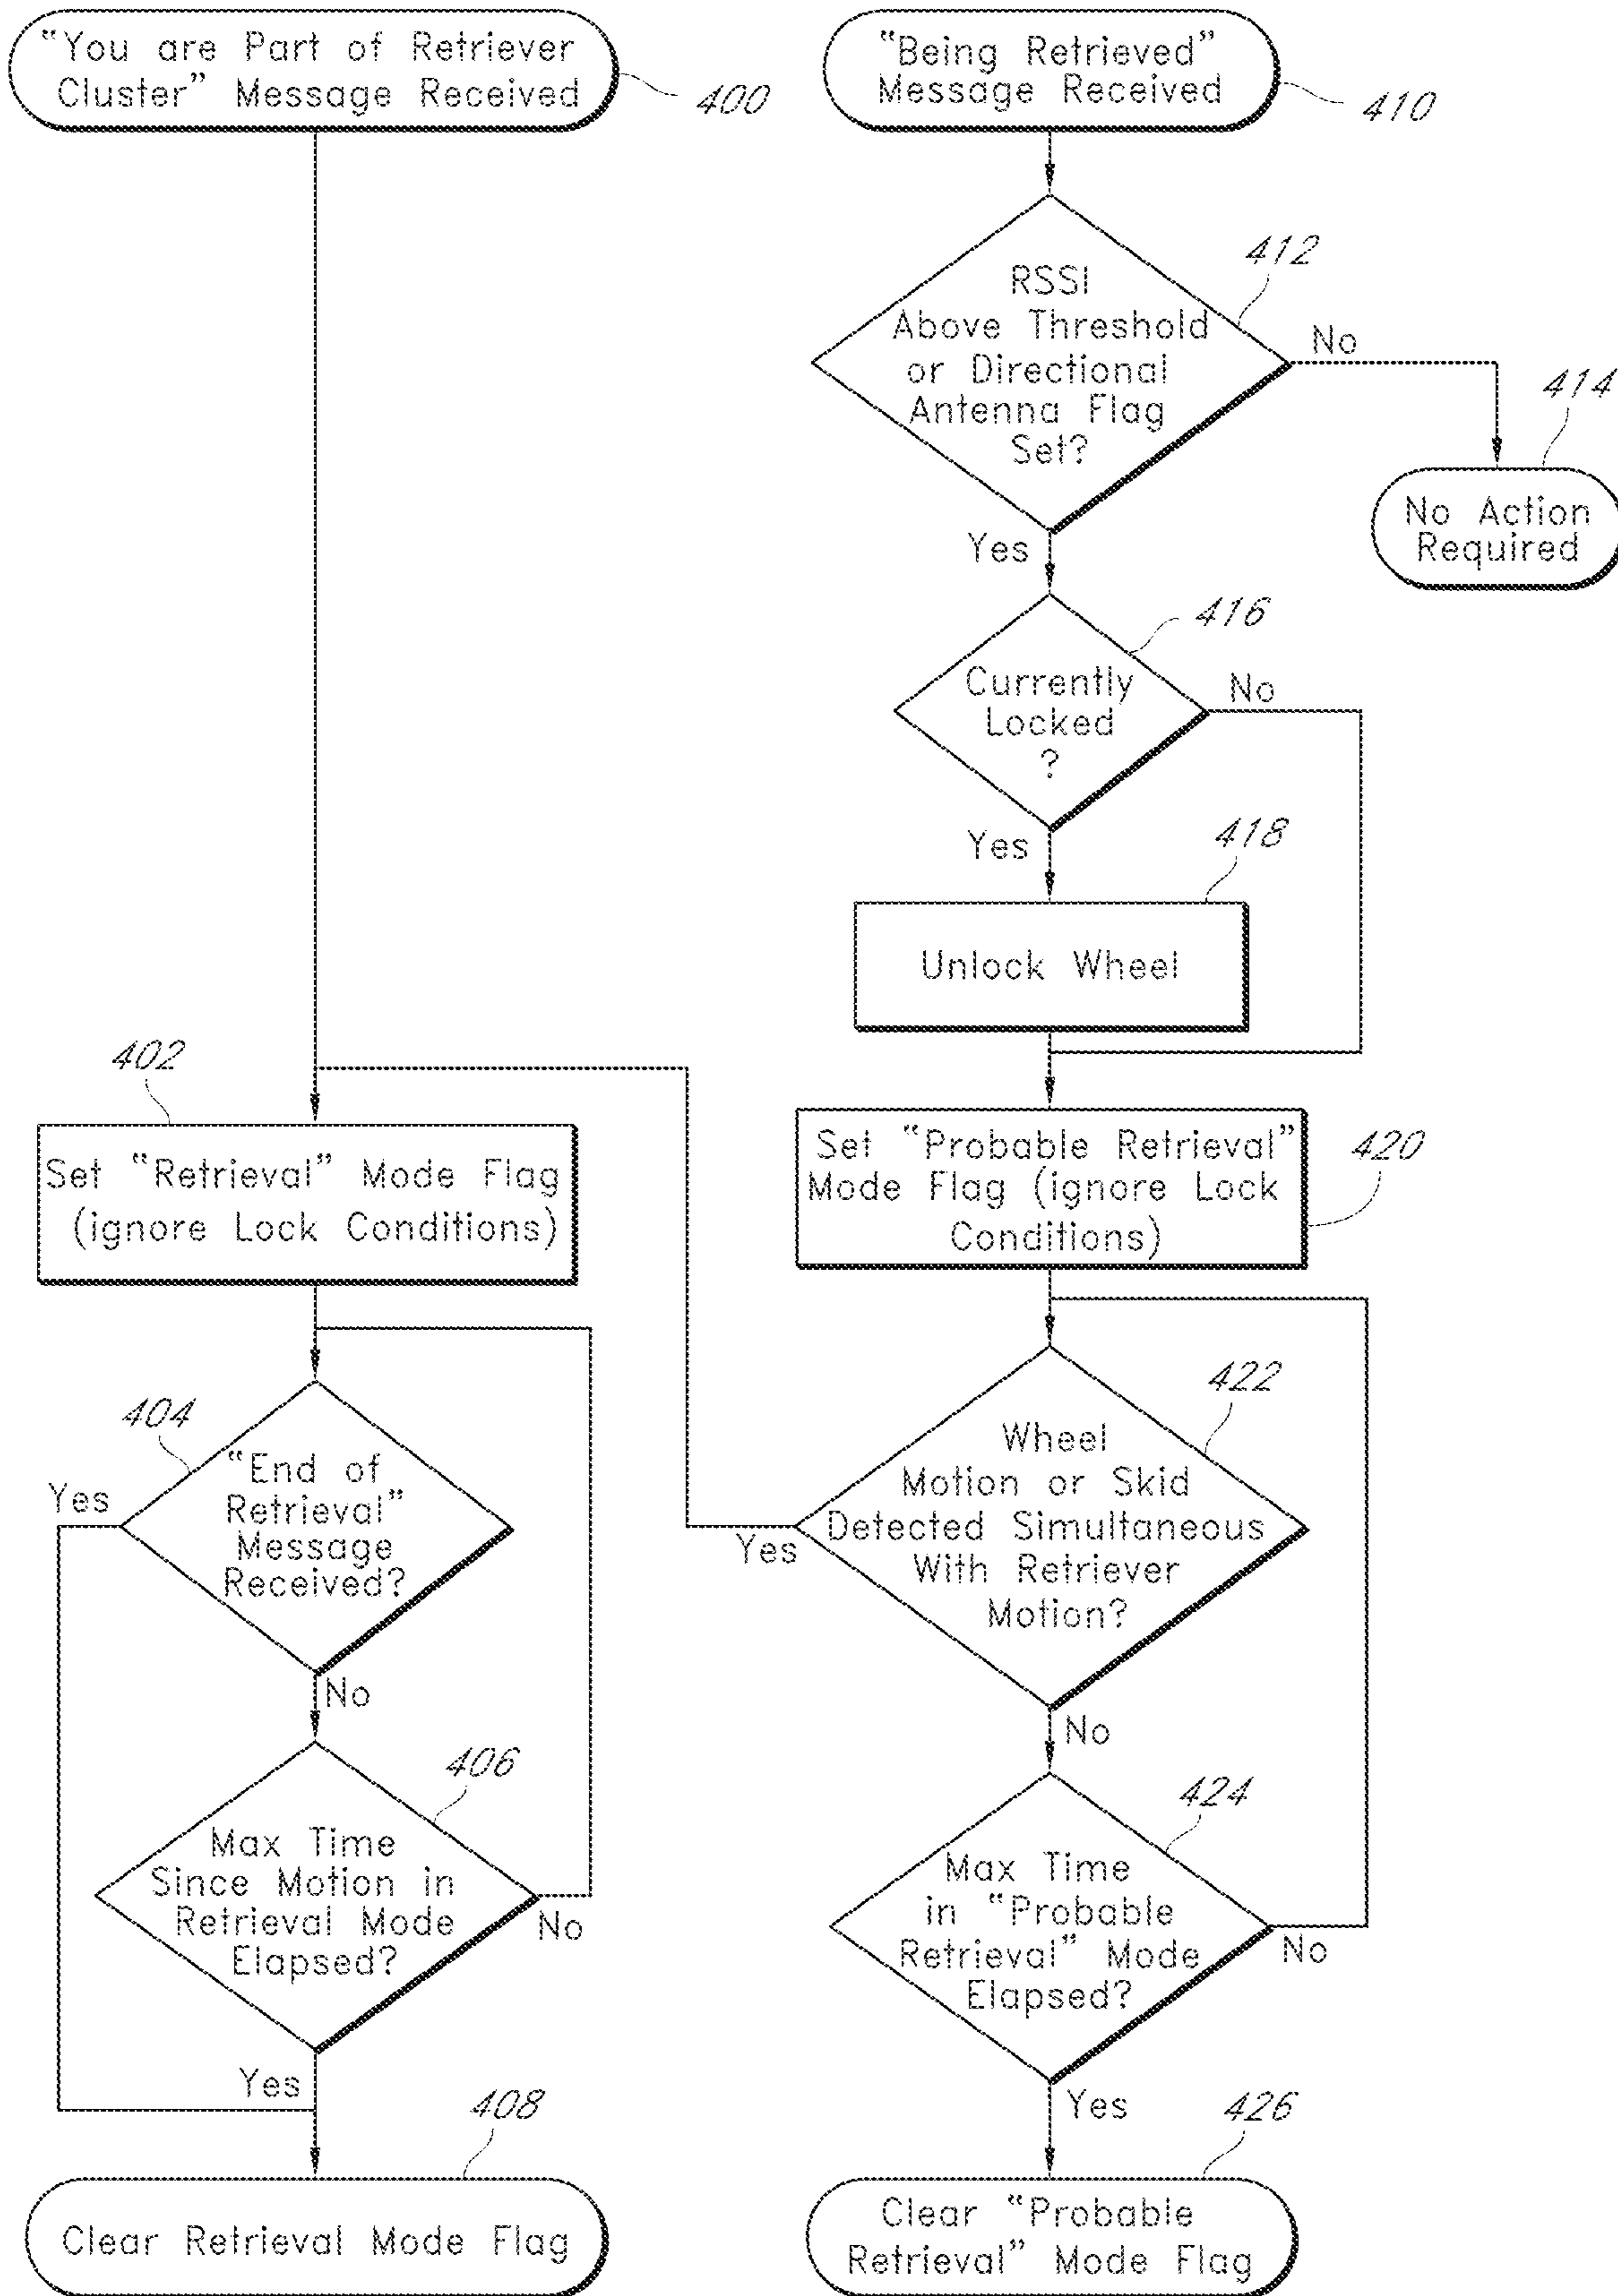 “You are Part of Retriever
Cluster” Message Received
400
“Being Retrieved”
Message Received
410
RSSI
Above Threshold
or Directional
Antenna Flag
Set?
412
No
414
No Action
Required
Yes
416
Currently
Locked
?
No
Yes
418
Unlock Wheel
402
Set “Retrieval” Mode Flag
(ignore Lock Conditions)
Set “Probable Retrieval”
Mode Flag (ignore Lock
Conditions)
420
404
“End of
Retrieval”
Message
Received?
Yes
No
422
Wheel
Motion or Skid
Detected Simultaneous
With Retriever
Motion?
Yes
No
406
Max Time
Since Motion in
Retrieval Mode
Elapsed?
No
Yes
424
Max Time
in “Probable
Retrieval” Mode
Elapsed?
No
Yes
408
Clear Retrieval Mode Flag
426
Clear “Probable
Retrieval” Mode Flag